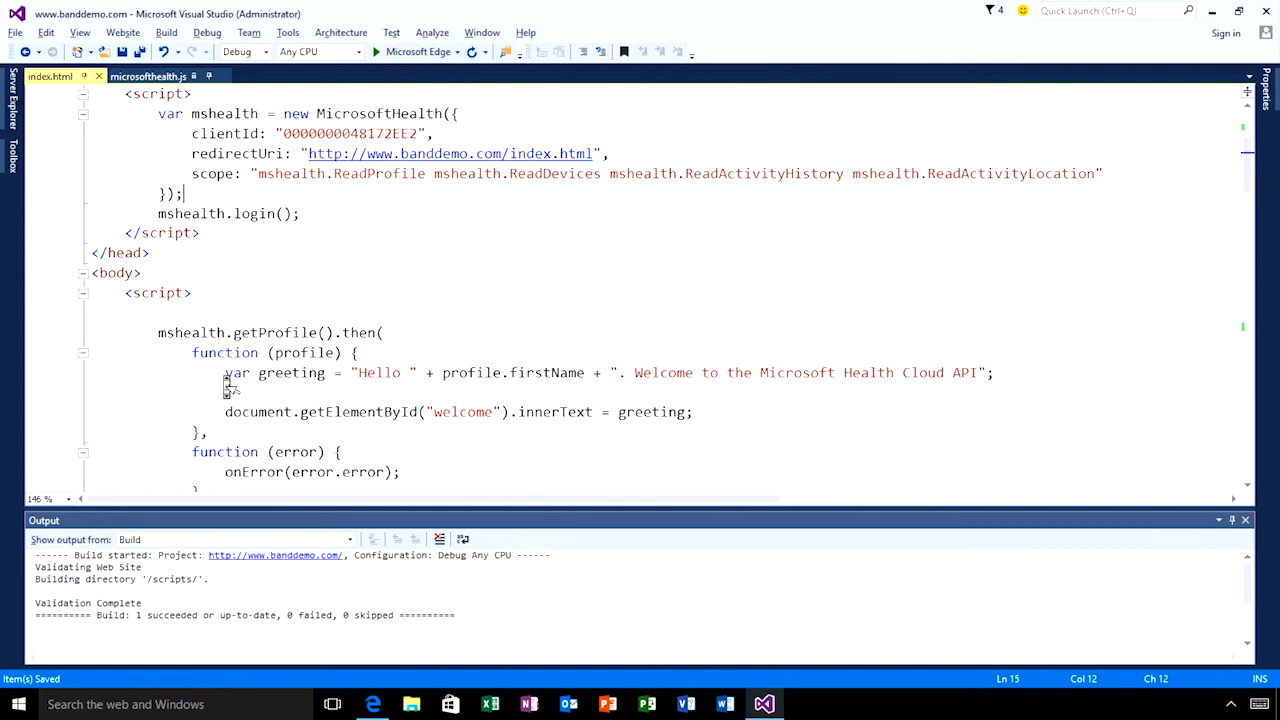 www.banddemo.com - Microsoft Visual Studio (Administrator)
4
Quick Launch (Ctrl+Q)
File Edit View Website Build Debug Team Tools Architecture Test Analyze Window Help
Sign in
Debug Any CPU Microsoft Edge
index.html microsofthealth.js
Server Explorer
Toolbox
Properties
<script>
var mshealth = new MicrosoftHealth({
clientId: "0000000048172EE2",
redirectUri: "http://www.banddemo.com/index.html",
scope: "mshealth.ReadProfile mshealth.ReadDevices mshealth.ReadActivityHistory mshealth.ReadActivityLocation"
});
mshealth.login();
</script>
</head>
<body>
<script>
mshealth.getProfile().then(
function (profile) {
var greeting = "Hello " + profile.firstName + ". Welcome to the Microsoft Health Cloud API";
document.getElementById("welcome").innerText = greeting;
},
function (error) {
onError(error.error);
}
146 %
Output
Show output from: Build
------ Build started: Project: http://www.banddemo.com/, Configuration: Debug Any CPU ------
Validating Web Site
Building directory '/scripts/'.
Validation Complete
========== Build: 1 succeeded or up-to-date, 0 failed, 0 skipped ==========
Item(s) Saved Ln 15 Col 12 Ch 12 INS
Search the web and Windows